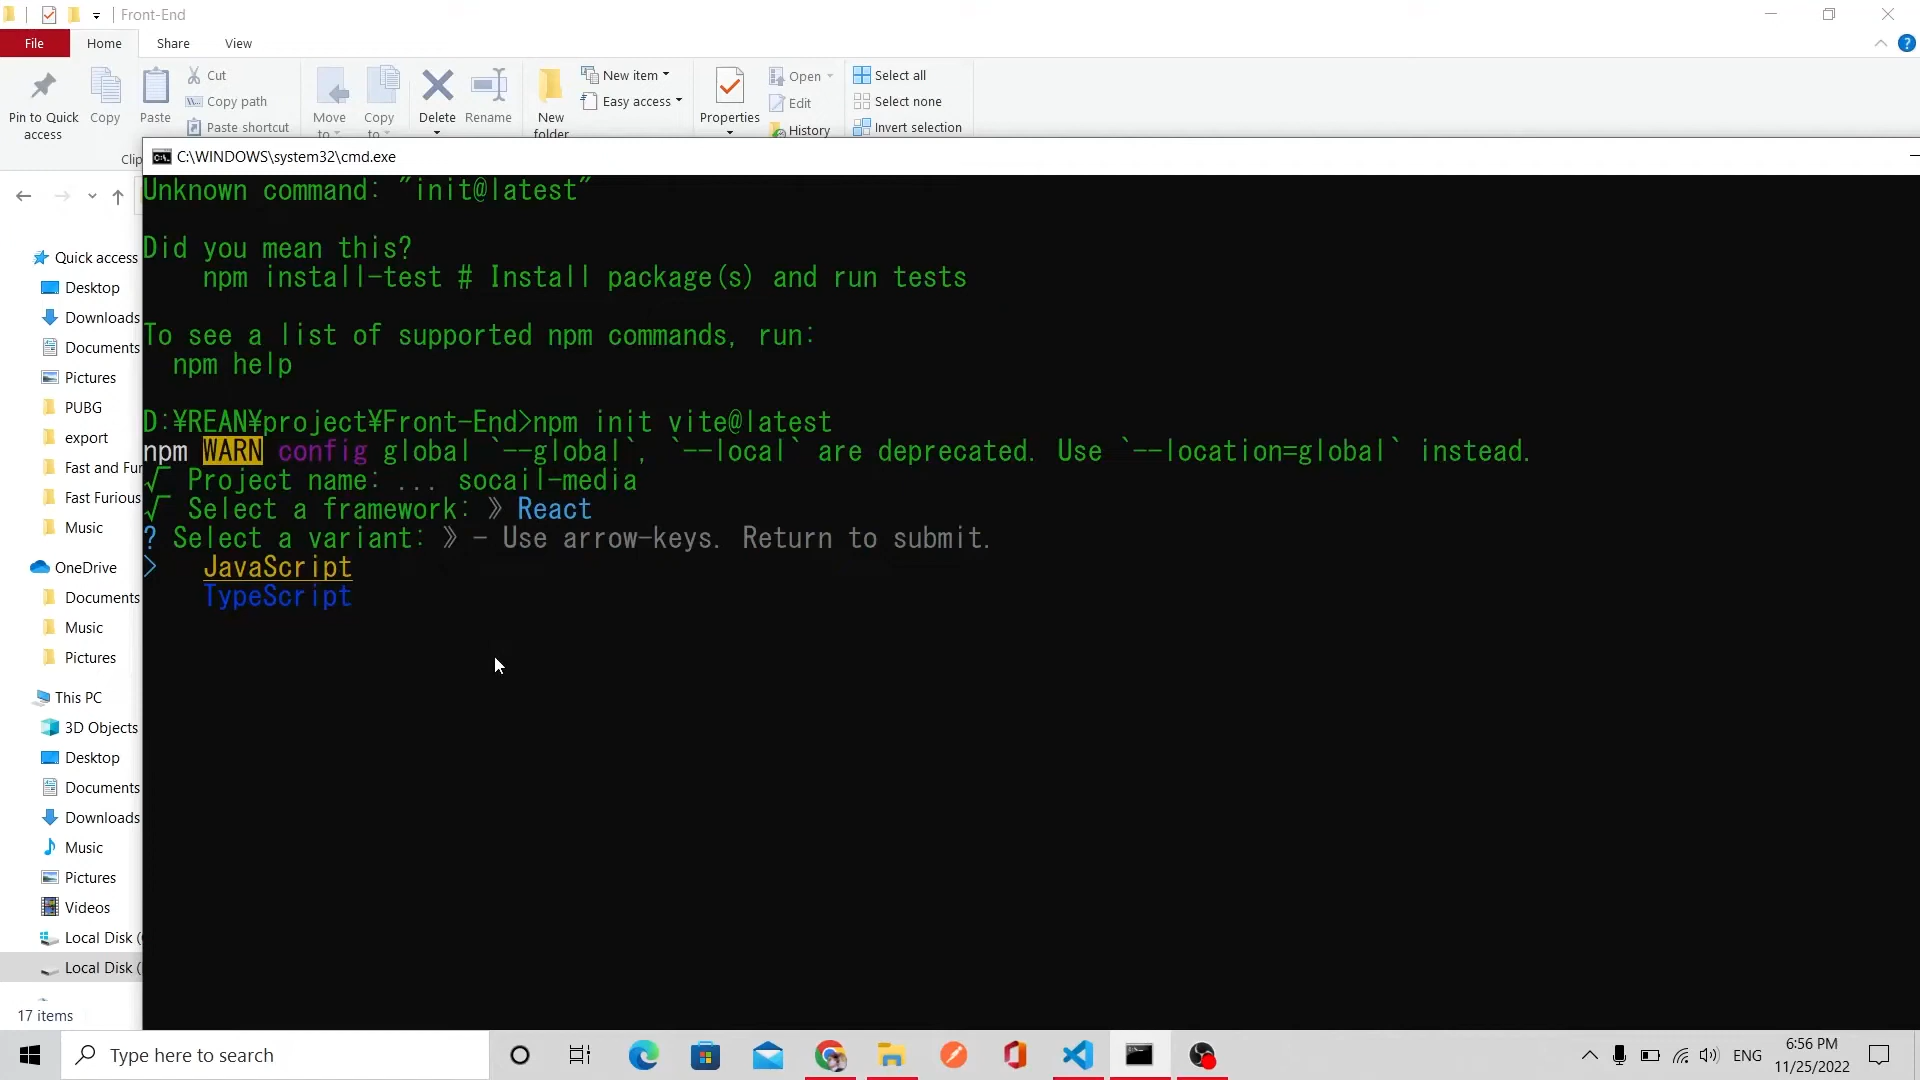 Front-End
File Home Share View
Pin to Quick access
Copy
Paste
Cut
Copy path
Paste shortcut
Move to
Copy to
Delete
Rename
New folder
New item
Easy access
Properties
Open
Edit
History
Select all
Select none
Invert selection
Clip
C:\WINDOWS\system32\cmd.exe
Unknown command: "init@latest"
Did you mean this?
npm install-test # Install package(s) and run tests
To see a list of supported npm commands, run:
npm help
D:¥REAN¥project¥Front-End>npm init vite@latest
npm WARN config global `--global`, `--local` are deprecated. Use `--location=global` instead.
√ Project name: ... socail-media
√ Select a framework: » React
? Select a variant: » - Use arrow-keys. Return to submit.
> JavaScript
TypeScript
Quick access
Desktop
Downloads
Documents
Pictures
PUBG
export
Fast and Fur
Fast Furious
Music
OneDrive
Documents
Music
Pictures
This PC
3D Objects
Desktop
Documents
Downloads
Music
Pictures
Videos
Local Disk (
Local Disk (
17 items
Type here to search
ENG
6:56 PM
11/25/2022